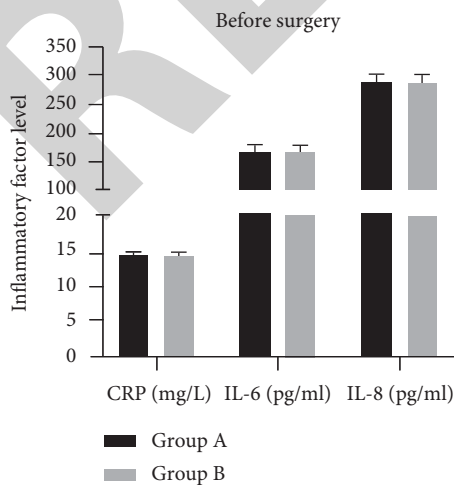 Before surgery
Inflammatory factor level
350
300
250
200
150
100
20
15
10
5
0
CRP (mg/L) IL-6 (pg/ml) IL-8 (pg/ml)
Group A
Group B